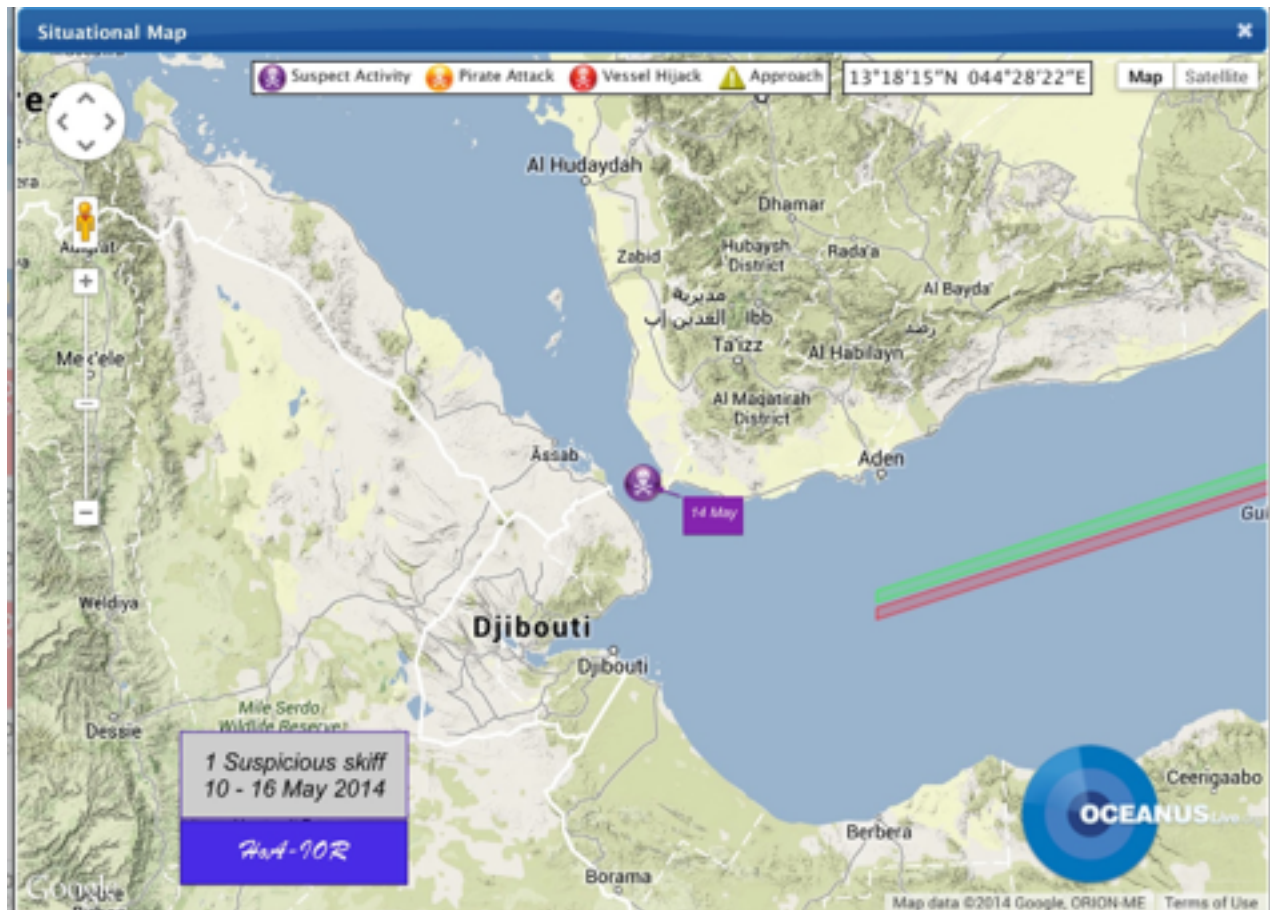 Situational Map
Suspect Activity
Pirate Attack
Vessel Hijack
Approach
13°18'15"N 044°28'22"E
Map
Satellite
Al Hudaydah
Dhamar
Zabid
Hubaysh
District
Rada'a
Al Bayda'
مديرية
العدين إب
Ibb
رصد
Ta'izz
Al Habilayn
Mek'ele
Al Maqatirah
District
Assab
Aden
14 May
Gui
Weldiya
Djibouti
Djibouti
Mile Serdo
Wildlife Reserve
Dessie
1 Suspicious skiff
10 - 16 May 2014
HoA-IOR
Ceerigaabo
OCEANUS Live
Berbera
Borama
Google
Map data ©2014 Google, ORION-ME
Terms of Use